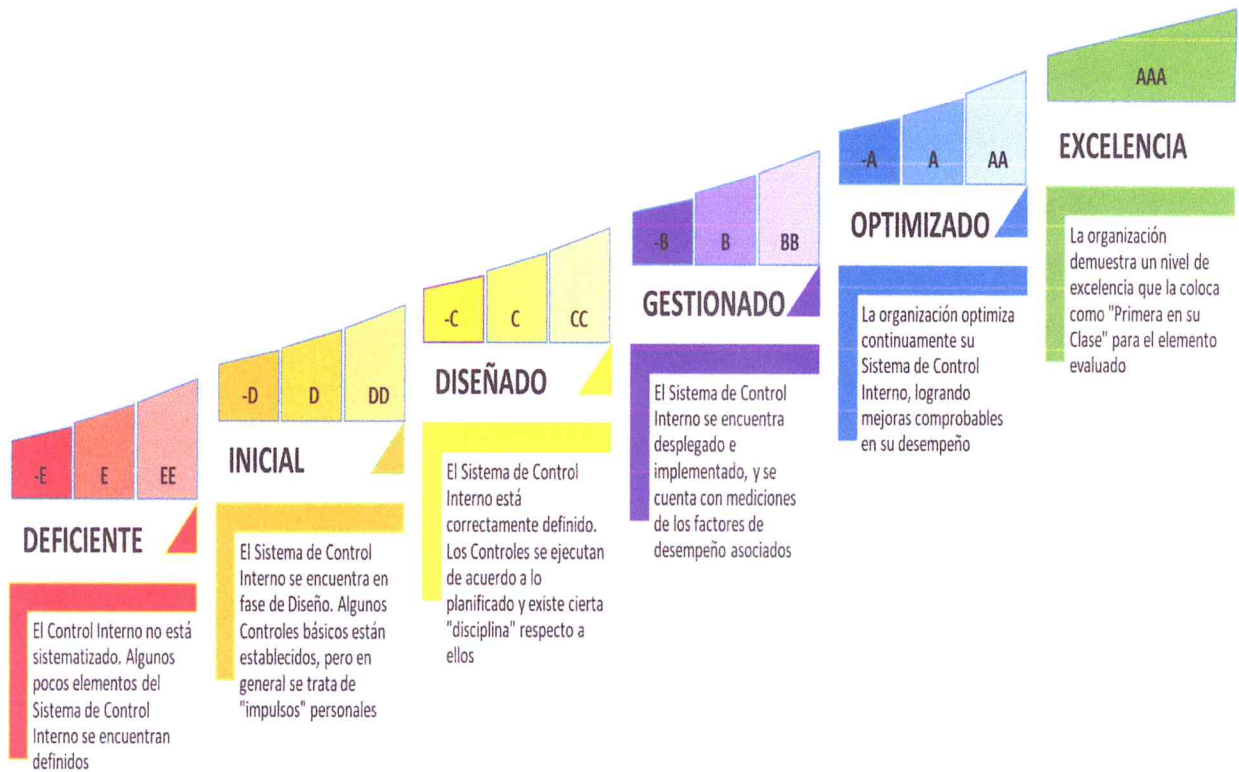 -E
E
EE
DEFICIENTE
El Control Interno no está
sistematizado. Algunos
pocos elementos del
Sistema de Control
Interno se encuentran
definidos
-D
D
DD
INICIAL
El Sistema de Control
Interno se encuentra en
fase de Diseño. Algunos
Controles básicos están
establecidos, pero en
general se trata de
"impulsos" personales
-C
C
CC
DISEÑADO
El Sistema de Control
Interno está
correctamente definido.
Los Controles se ejecutan
de acuerdo a lo
planificado y existe cierta
"disciplina" respecto a
ellos
-B
B
BB
GESTIONADO
El Sistema de Control
Interno se encuentra
desplegado e
implementado, y se
cuenta con mediciones
de los factores de
desempeño asociados
-A
A
AA
OPTIMIZADO
La organización optimiza
continuamente su
Sistema de Control
Interno, logrando
mejoras comprobables
en su desempeño
AAA
EXCELENCIA
La organización
demuestra un nivel de
excelencia que la coloca
como "Primera en su
Clase" para el elemento
evaluado